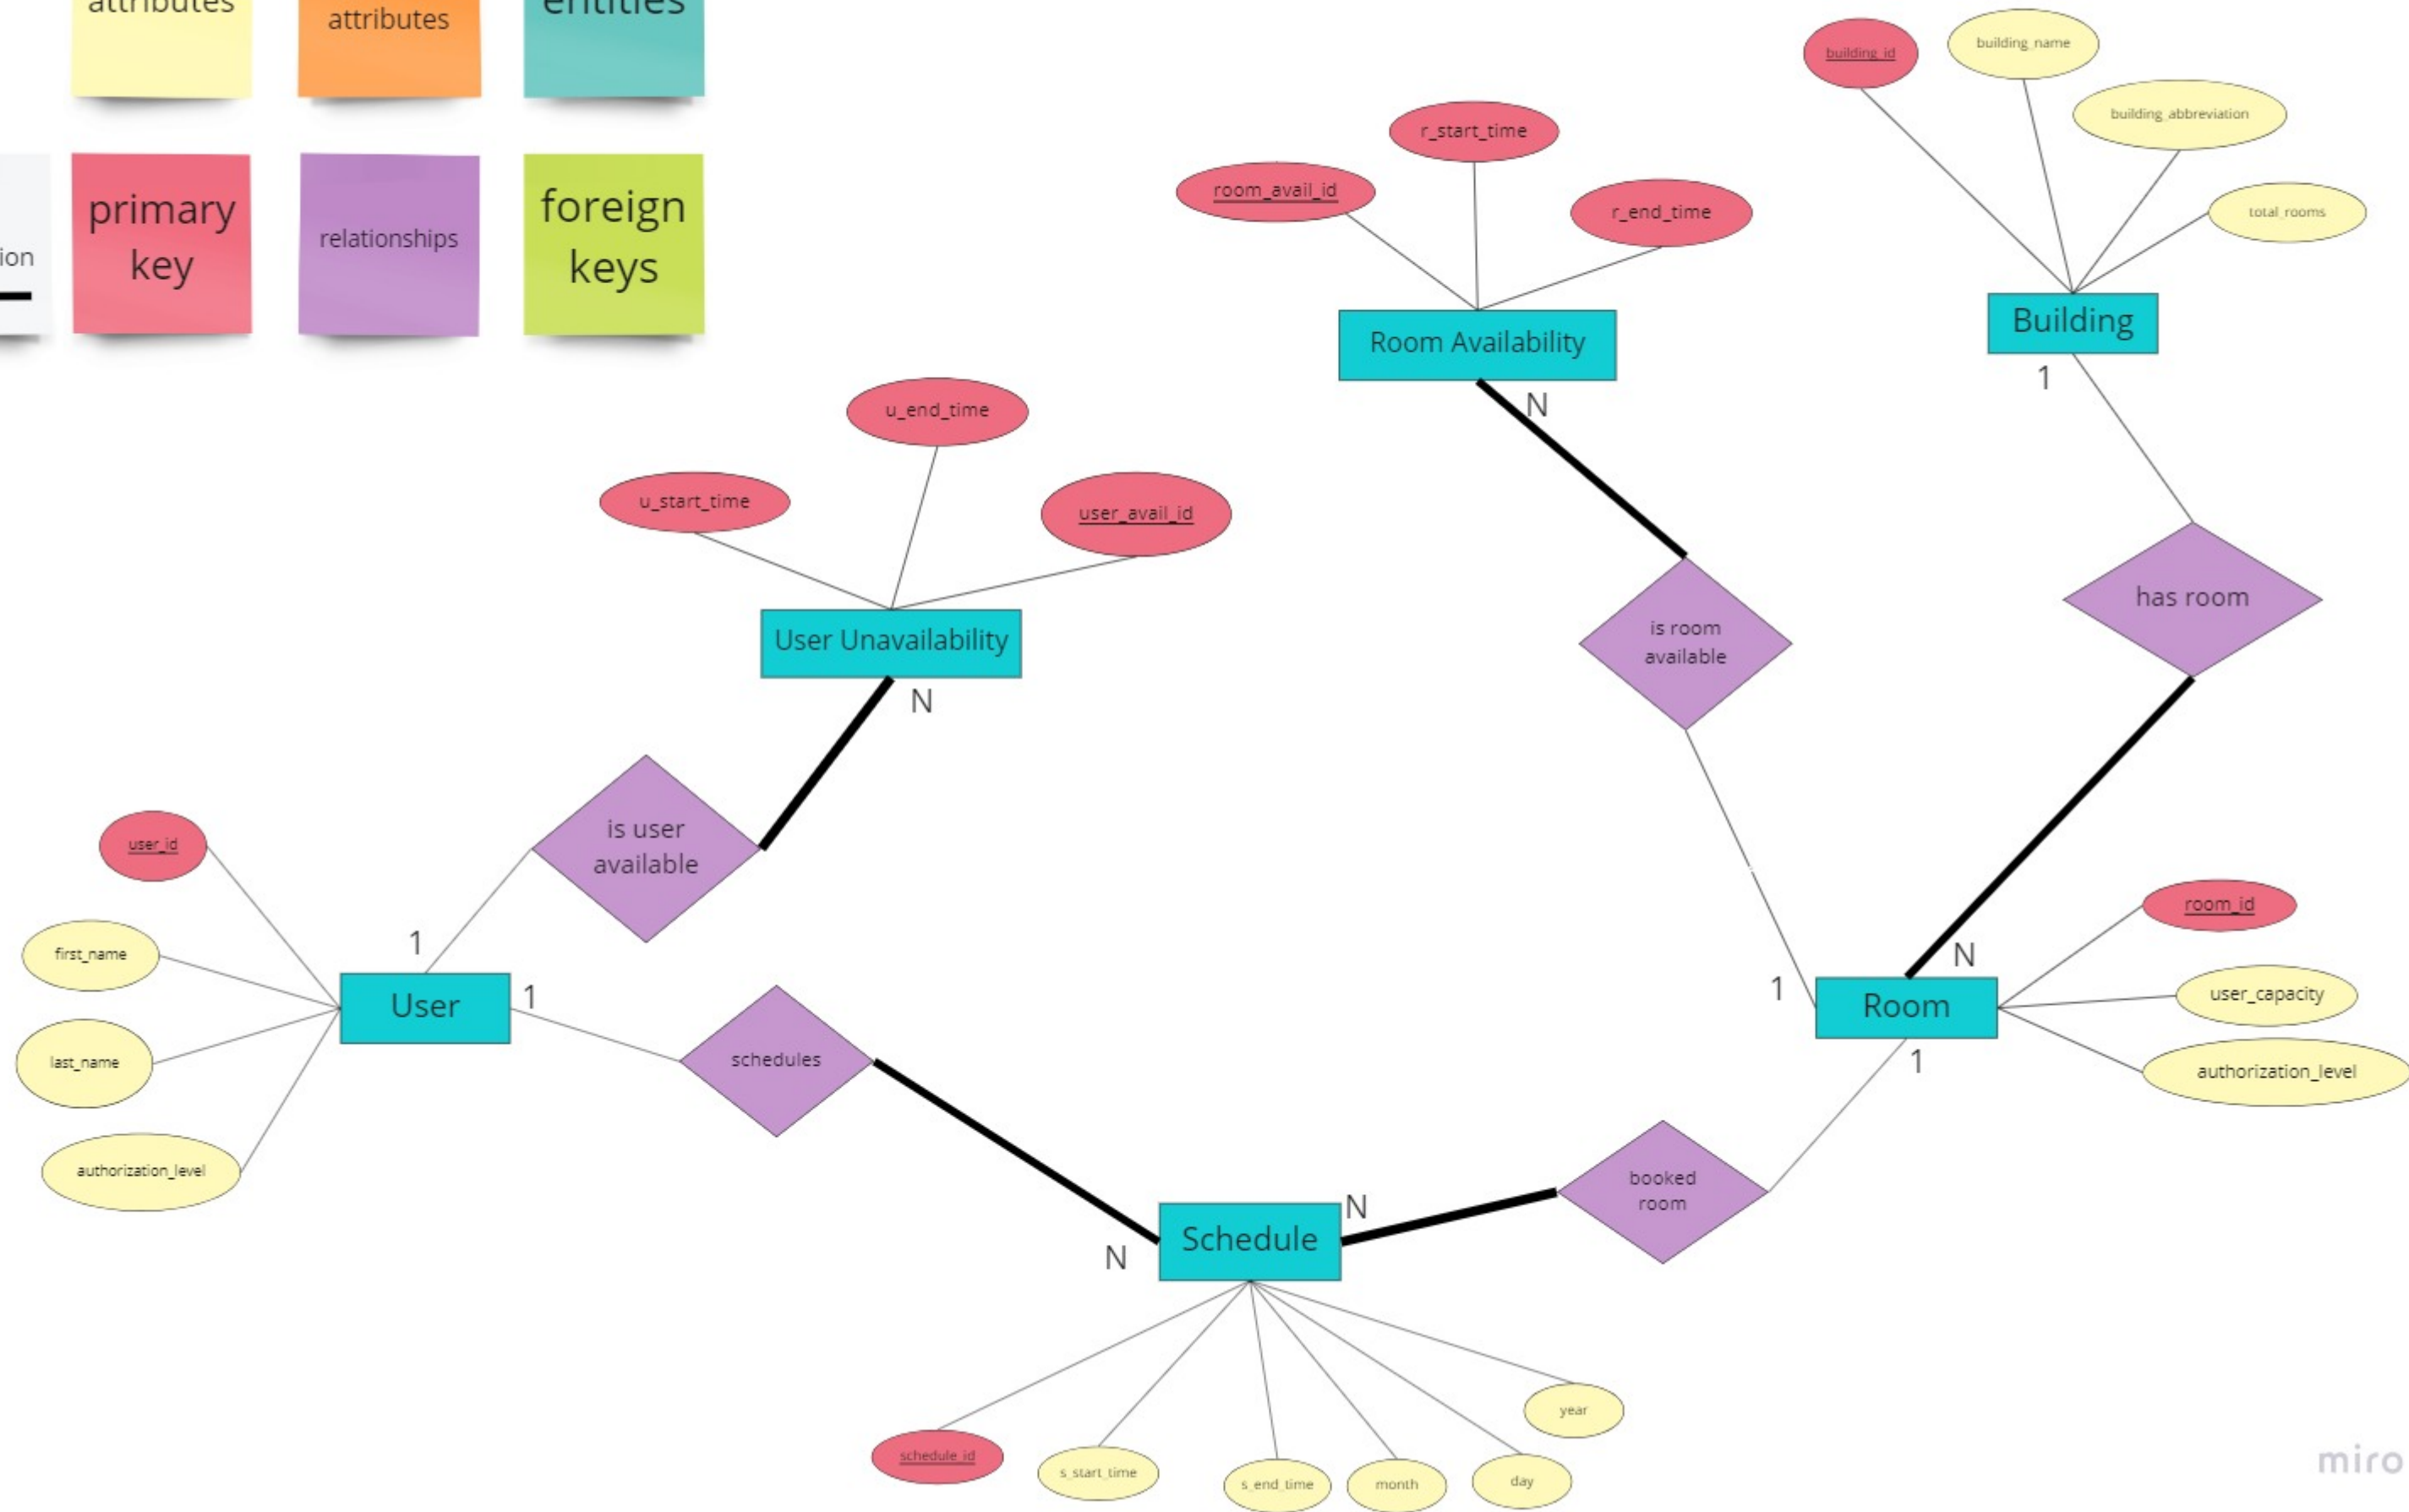 attributes
attributes
entities
ion
primary
key
relationships
foreign
keys
building_id
building_name
building_abbreviation
total_rooms
Building
1
r_start_time
room_avail_id
r_end_time
Room Availability
N
u_end_time
u_start_time
user_avail_id
User Unavailability
N
is room
available
has room
is user
available
user_id
first_name
last_name
authorization_level
1
User
1
schedules
1
N
Room
1
room_id
user_capacity
authorization_level
booked
room
N
Schedule
N
schedule_id
s_start_time
s_end_time
month
day
year
miro